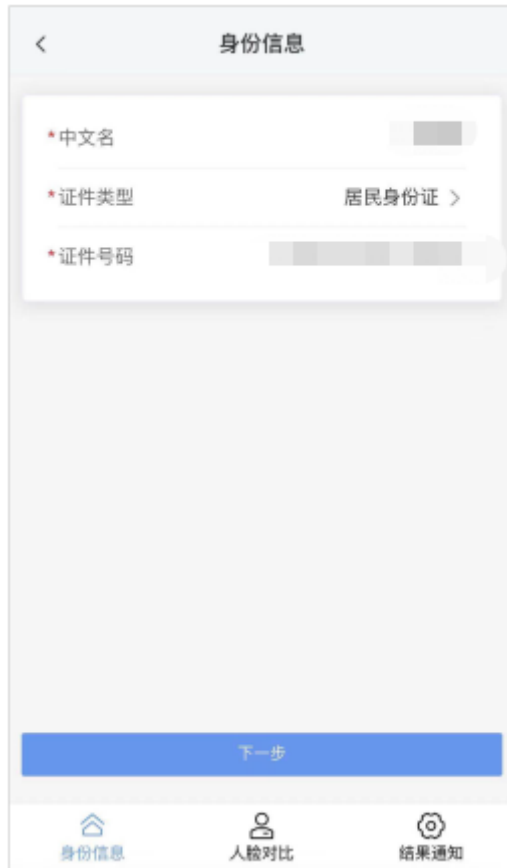 身份信息
*中文名
*证件类型 居民身份证
*证件号码
下一步
身份信息 人脸对比 结果通知